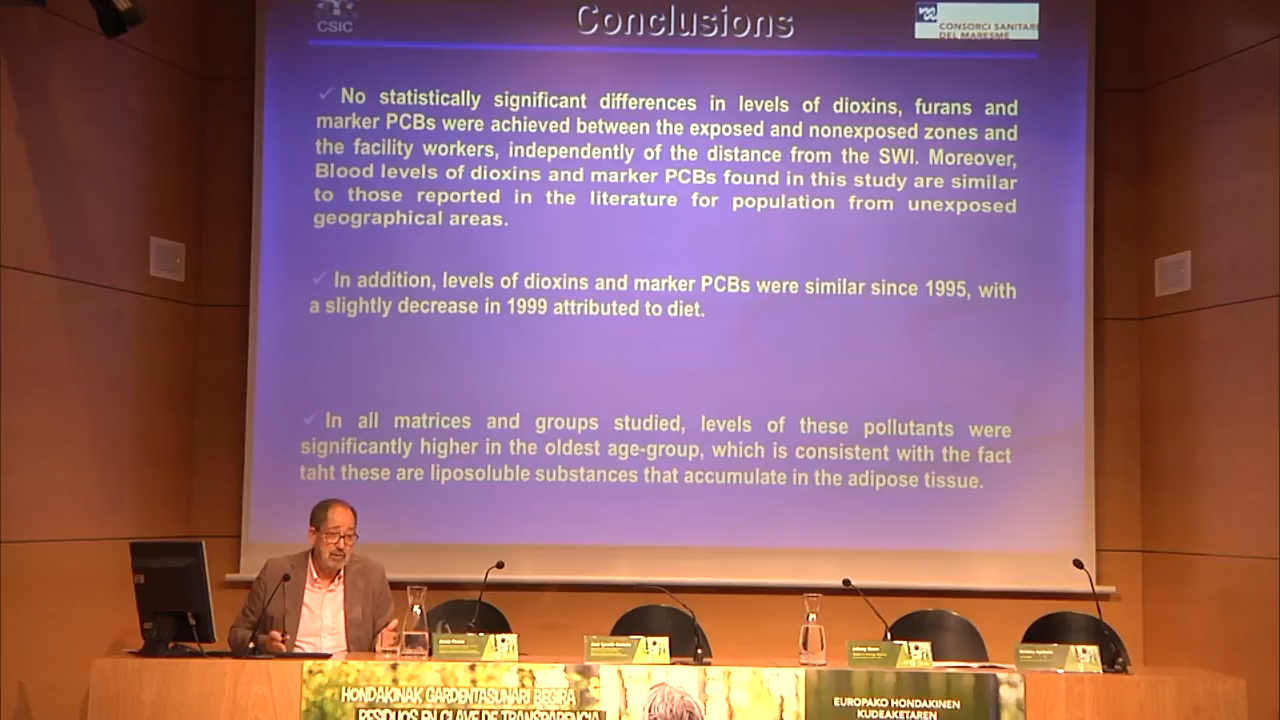 CSIC
Conclusions
CONSORCI SANITARI
DEL MARESME
✓ No statistically significant differences in levels of dioxins, furans and
marker PCBs were achieved between the exposed and nonexposed zones and
the facility workers, independently of the distance from the SWI. Moreover,
Blood levels of dioxins and marker PCBs found in this study are similar
to those reported in the literature for population from unexposed
geographical areas.
✓ In addition, levels of dioxins and marker PCBs were similar since 1995, with
a slightly decrease in 1999 attributed to diet.
✓ In all matrices and groups studied, levels of these pollutants were
significantly higher in the oldest age-group, which is consistent with the fact
taht these are liposoluble substances that accumulate in the adipose tissue.
HONDAKINAK GARDENTASUNARI BEGIRA
RESIDUOS EN CLAVE DE TRANSPARENCIA
EUROPAKO HONDAKINEN
KUDEAKETAREN